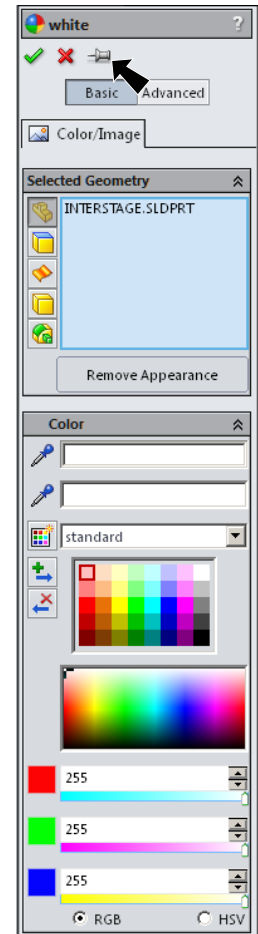 white ?
Basic Advanced
Color/Image
Selected Geometry
INTERSTAGE.SLDPRT
Remove Appearance
Color
standard
255
255
255
RGB HSV